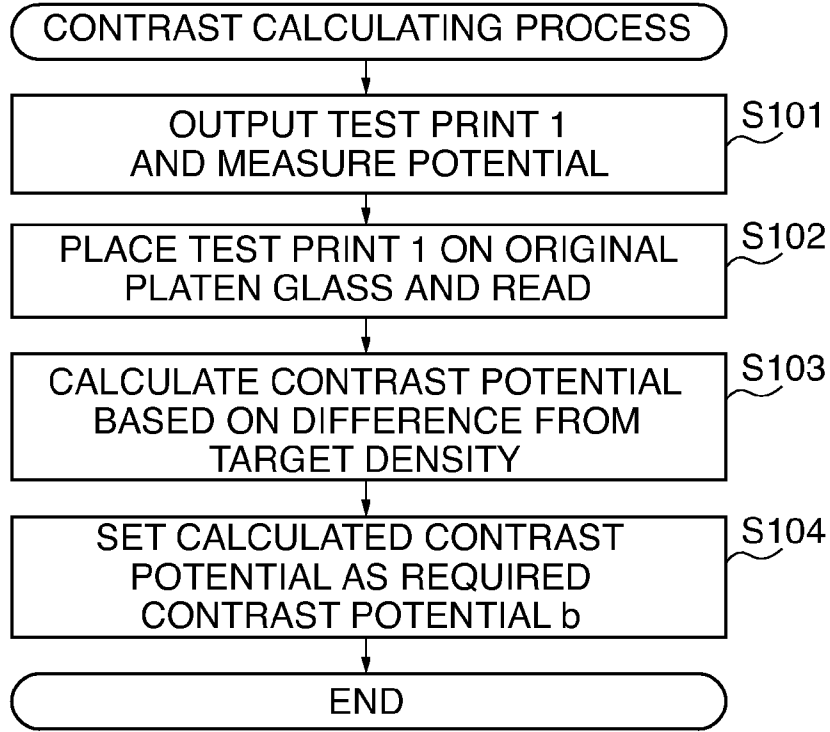 CONTRAST CALCULATING PROCESS
OUTPUT TEST PRINT 1
AND MEASURE POTENTIAL
S101
PLACE TEST PRINT 1 ON ORIGINAL
PLATEN GLASS AND READ
S102
CALCULATE CONTRAST POTENTIAL
BASED ON DIFFERENCE FROM
TARGET DENSITY
S103
SET CALCULATED CONTRAST
POTENTIAL AS REQUIRED
CONTRAST POTENTIAL b
S104
END